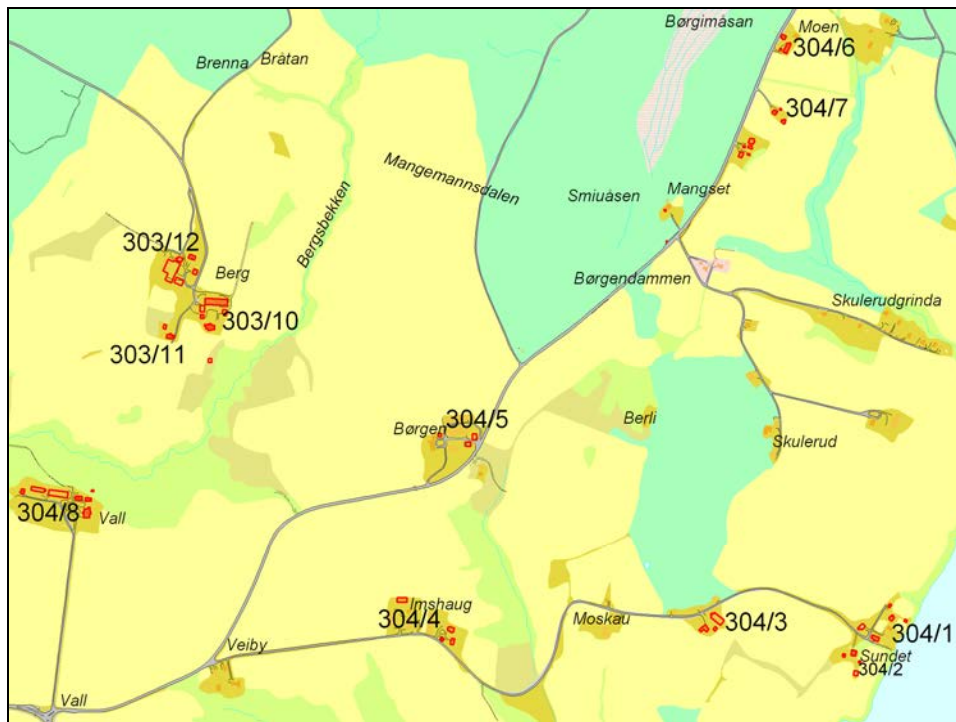 Børgimåsan
Moen
304/6
Bråtan
Brenna
304/7
Mangemannsdalen
Smiuåsen
Mangset
Bergsbekken
303/12
Berg
Børgendammen
Skulerudgrinda
303/10
303/11
304/5
Børgen
Berli
Skulerud
304/8
Vall
Imshaug
304/4
Moskau
304/3
304/1
Sundet
304/2
Veiby
Vall